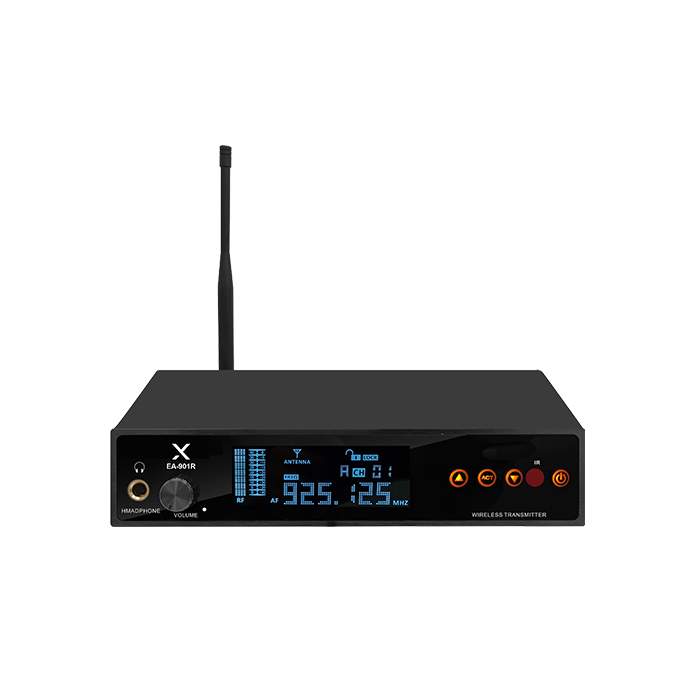 X
EA-901R
HMADPHONE
VOLUME
RF
AF
ANTENNA
LOCK
A CH 01
FREQ
925.125 MHZ
ACT
IR
WIRELESS TRANSMITTER